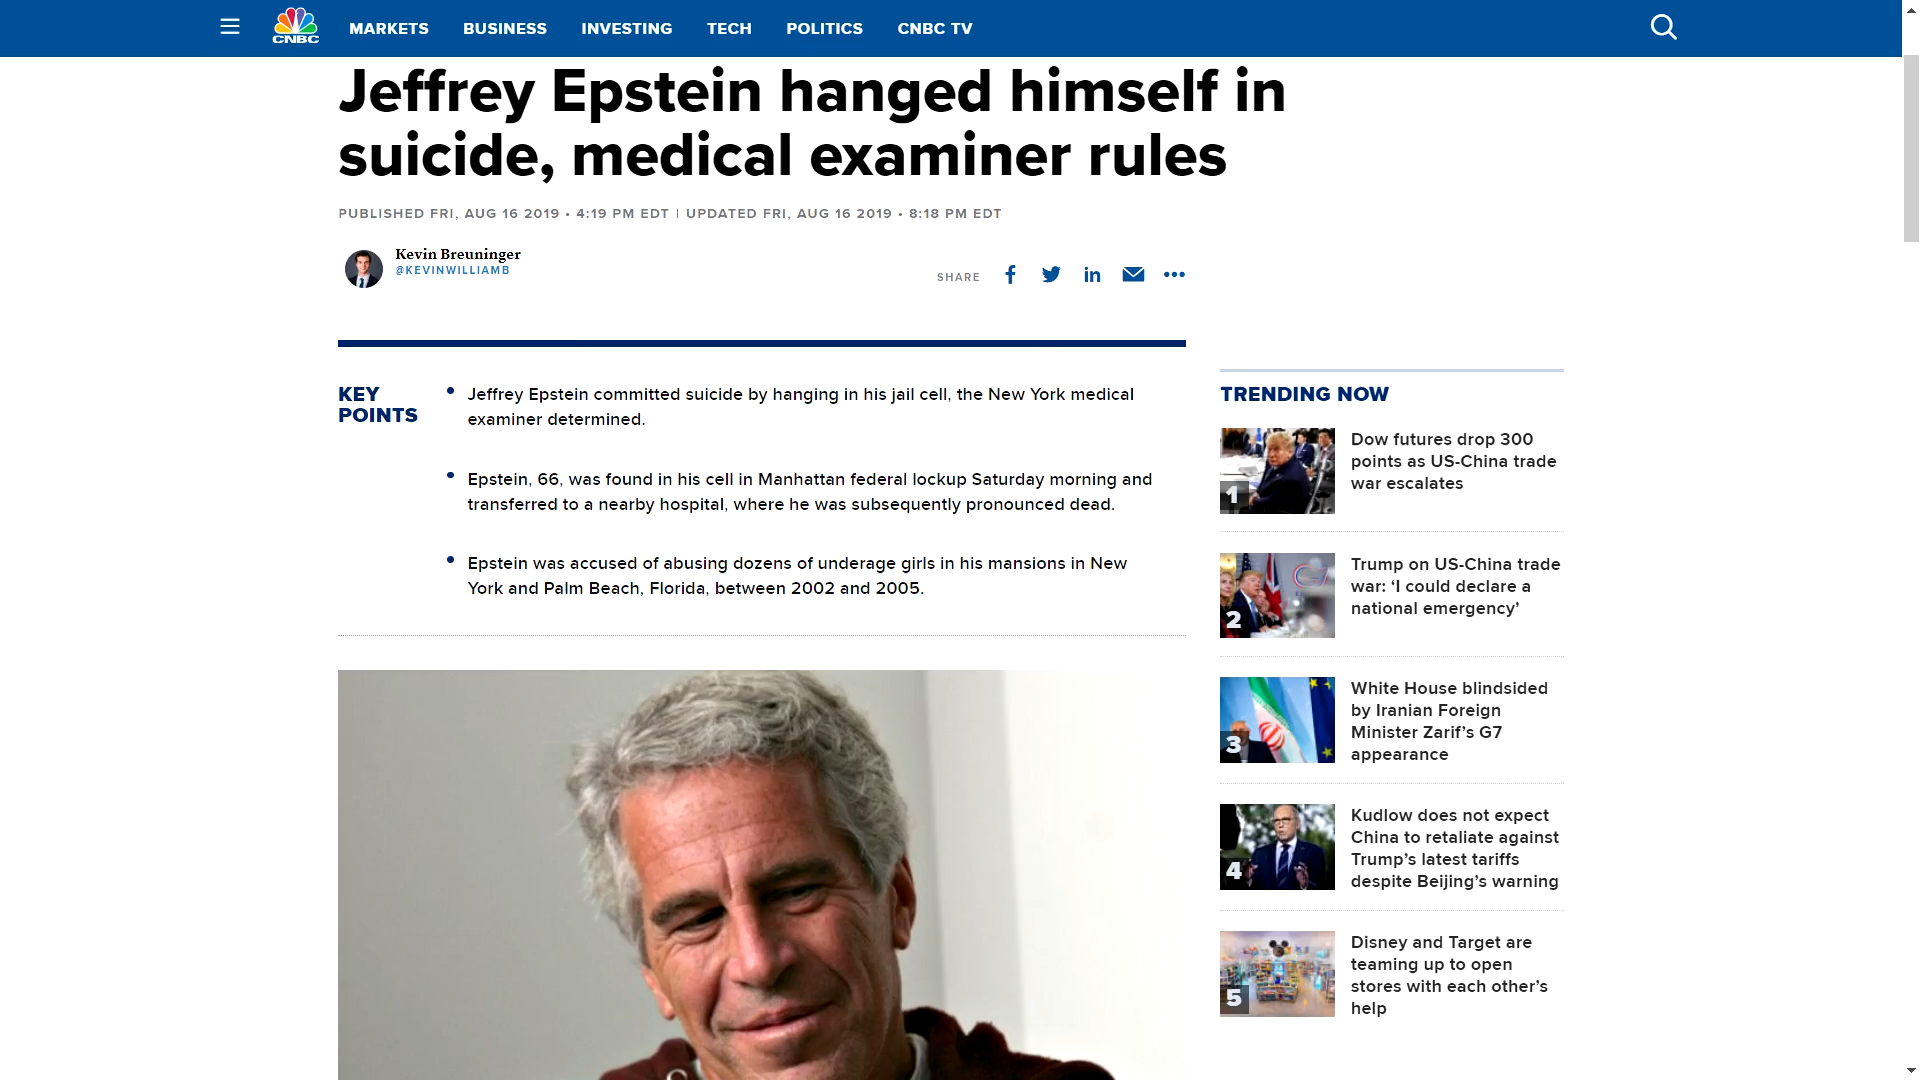 CNBC
MARKETS
BUSINESS
INVESTING
TECH
POLITICS
CNBC TV
Jeffrey Epstein hanged himself in
suicide, medical examiner rules
PUBLISHED FRI, AUG 16 2019 • 4:19 PM EDT | UPDATED FRI, AUG 16 2019 • 8:18 PM EDT
Kevin Breuninger
@KEVINWILLIAMB
SHARE
KEY
POINTS
• Jeffrey Epstein committed suicide by hanging in his jail cell, the New York medical
examiner determined.
• Epstein, 66, was found in his cell in Manhattan federal lockup Saturday morning and
transferred to a nearby hospital, where he was subsequently pronounced dead.
• Epstein was accused of abusing dozens of underage girls in his mansions in New
York and Palm Beach, Florida, between 2002 and 2005.
TRENDING NOW
1
Dow futures drop 300
points as US-China trade
war escalates
2
Trump on US-China trade
war: ‘I could declare a
national emergency’
3
White House blindsided
by Iranian Foreign
Minister Zarif’s G7
appearance
4
Kudlow does not expect
China to retaliate against
Trump’s latest tariffs
despite Beijing’s warning
5
Disney and Target are
teaming up to open
stores with each other’s
help